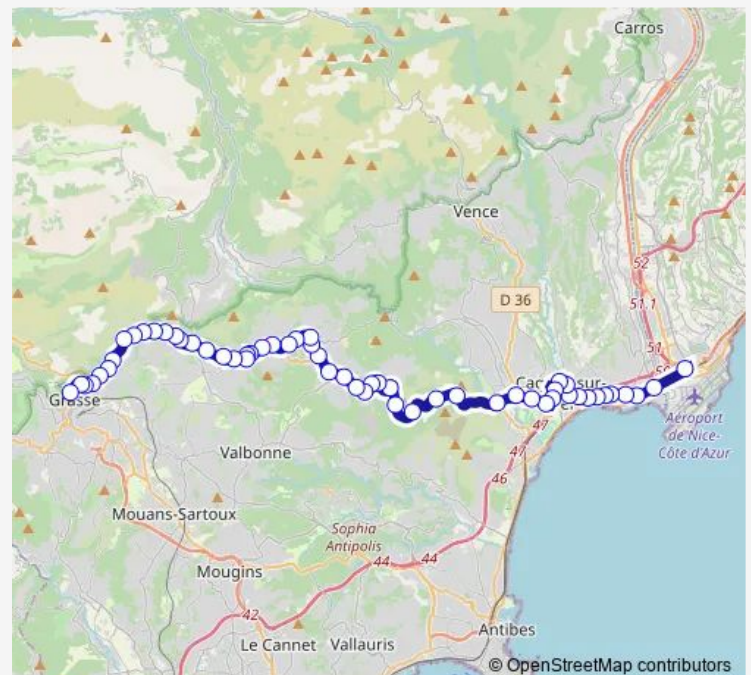 Carros
Vence
52
D 36
51.1
51
Grasse
Aéroport
de Nice-
Côte d'Azur
47
Valbonne
47
46
Mouans-Sartoux
Sophia
Antipolis
44
44
Mougins
42
Antibes
Le Cannet
Vallauris
© OpenStreetMap contributors